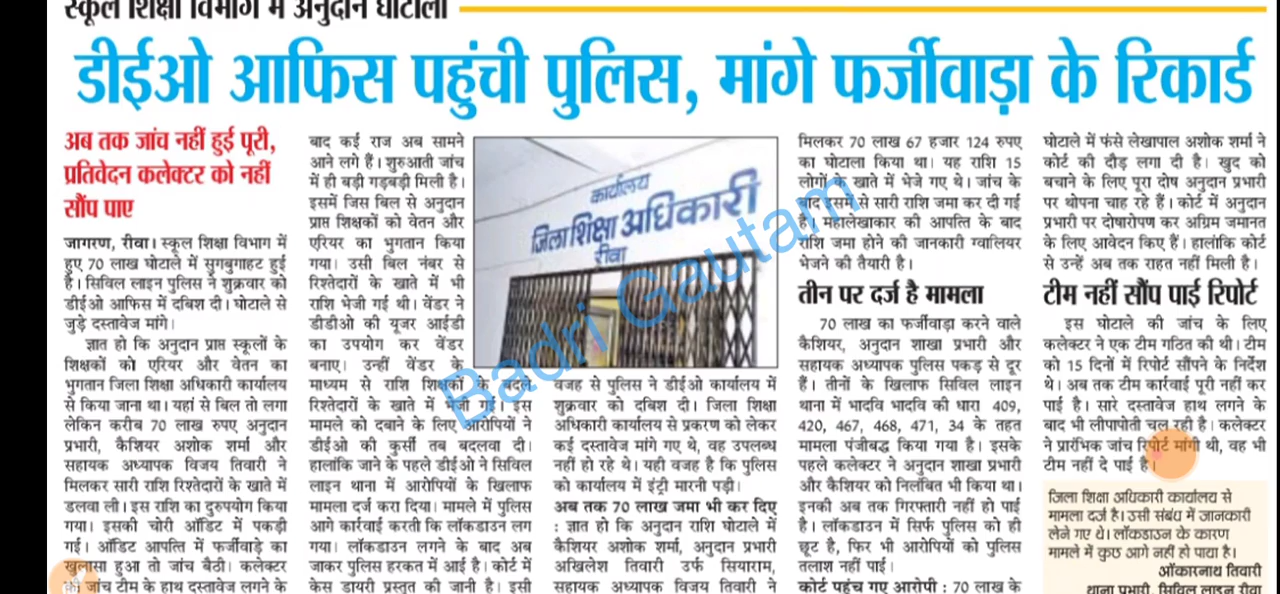 स्कूल शिक्षा विभाग में अनुदान घोटाला
डीईओ आफिस पहुंची पुलिस, मांगे फर्जीवाड़ा के रिकार्ड
अब तक जांच नहीं हुई पूरी,
प्रतिवेदन कलेक्टर को नहीं
सौंप पाए
जागरण, रीवा। स्कूल शिक्षा विभाग में
हुए 70 लाख घोटाले में सुगबुगाहट हुई
है। सिविल लाइन पुलिस ने शुक्रवार को
डीईओ आफिस में दबिश दी। घोटाले से
जुड़े दस्तावेज मांगे।
ज्ञात हो कि अनुदान प्राप्त स्कूलों के
शिक्षकों को एरियर और वेतन का
भुगतान जिला शिक्षा अधिकारी कार्यालय
से किया जाना था। यहां से बिल तो लगा
लेकिन करीब 70 लाख रुपए अनुदान
प्रभारी, कैशियर अशोक शर्मा और
सहायक अध्यापक विजय तिवारी ने
मिलकर सारी राशि रिश्तेदारों के खाते में
डलवा ली। इस राशि का दुरुपयोग किया
गया। इसकी चोरी ऑडिट में पकड़ी
गई। ऑडिट आपत्ति में फर्जीवाड़े का
खुलासा हुआ तो जांच बैठी। कलेक्टर
की जांच टीम के हाथ दस्तावेज लगने के
बाद कई राज अब सामने
आने लगे हैं। शुरुआती जांच
में ही बड़ी गड़बड़ी मिली है।
इसमें जिस बिल से अनुदान
प्राप्त शिक्षकों को वेतन और
एरियर का भुगतान किया
गया। उसी बिल नंबर से
रिश्तेदारों के खाते में भी
राशि भेजी गई थी। वेंडर ने
डीडीओ की यूजर आईडी
का उपयोग कर वेंडर
बनाए। उन्हीं वेंडर के
माध्यम से राशि शिक्षकों के बदले
रिश्तेदारों के खाते में भेजी गई। इस
मामले को दबाने के लिए आरोपियों ने
डीईओ की कुर्सी तब बदलवा दी।
हालांकि जाने के पहले डीईओ ने सिविल
लाइन थाना में आरोपियों के खिलाफ
मामला दर्ज करा दिया। मामले में पुलिस
आगे कार्रवाई करती कि लॉकडाउन लग
गया। लॉकडाउन लगने के बाद अब
जाकर पुलिस हरकत में आई है। कोर्ट में
केस डायरी प्रस्तुत की जानी है। इसी
कार्यालय
जिला शिक्षा अधिकारी
रीवा
वजह से पुलिस ने डीईओ कार्यालय में
शुक्रवार को दबिश दी। जिला शिक्षा
अधिकारी कार्यालय से प्रकरण को लेकर
कई दस्तावेज मांगे गए थे, वह उपलब्ध
नहीं हो रहे थे। यही वजह है कि पुलिस
को कार्यालय में इंट्री मारनी पड़ी।
अब तक 70 लाख जमा भी कर दिए
: ज्ञात हो कि अनुदान राशि घोटाले में
कैशियर अशोक शर्मा, अनुदान प्रभारी
अखिलेश तिवारी उर्फ सियाराम,
सहायक अध्यापक विजय तिवारी ने
मिलकर 70 लाख 67 हजार 124 रुपए
का घोटाला किया था। यह राशि 15
लोगों के खाते में भेजे गए थे। जांच के
बाद इसमें से सारी राशि जमा कर दी गई
है। महालेखाकार की आपत्ति के बाद
राशि जमा होने की जानकारी ग्वालियर
भेजने की तैयारी है।
तीन पर दर्ज है मामला
70 लाख का फर्जीवाड़ा करने वाले
कैशियर, अनुदान शाखा प्रभारी और
सहायक अध्यापक पुलिस पकड़ से दूर
हैं। तीनों के खिलाफ सिविल लाइन
थाना में भादवि भादवि की धारा 409,
420, 467, 468, 471, 34 के तहत
मामला पंजीबद्ध किया गया है। इसके
पहले कलेक्टर ने अनुदान शाखा प्रभारी
और कैशियर को निलंबित भी किया था।
इनकी अब तक गिरफ्तारी नहीं हो पाई
है। लॉकडाउन में सिर्फ पुलिस को ही
छूट है, फिर भी आरोपियों को पुलिस
तलाश नहीं पाई।
कोर्ट पहुंच गए आरोपी : 70 लाख के
घोटाले में फंसे लेखापाल अशोक शर्मा ने
कोर्ट की दौड़ लगा दी है। खुद को
बचाने के लिए पूरा दोष अनुदान प्रभारी
पर थोपना चाह रहे हैं। कोर्ट में अनुदान
प्रभारी पर दोषारोपण कर अग्रिम जमानत
के लिए आवेदन किए हैं। हालांकि कोर्ट
से उन्हें अब तक राहत नहीं मिली है।
टीम नहीं सौंप पाई रिपोर्ट
इस घोटाले की जांच के लिए
कलेक्टर ने एक टीम गठित की थी। टीम
को 15 दिनों में रिपोर्ट सौंपने के निर्देश
थे। अब तक टीम कार्रवाई पूरी नहीं कर
पाई है। सारे दस्तावेज हाथ लगने के
बाद भी लीपापोती चल रही है। कलेक्टर
ने प्रारंभिक जांच रिपोर्ट मांगी थी, वह भी
टीम नहीं दे पाई है।
जिला शिक्षा अधिकारी कार्यालय से
मामला दर्ज है। उसी संबंध में जानकारी
लेने गए थे। लॉकडाउन के कारण
मामले में कुछ आगे नहीं हो पाया है।
ओंकारनाथ तिवारी
थाना प्रभारी, सिविल लाइन रीवा
Badri Gautam